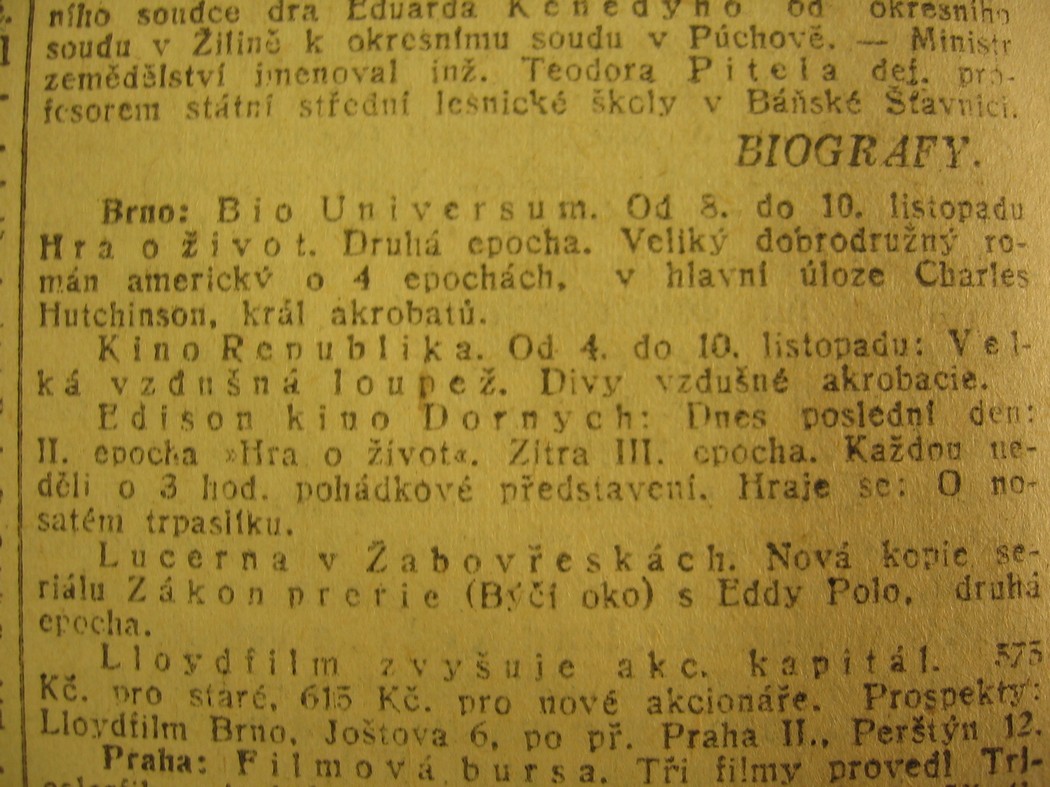 ního soudce dra Eduarda Kenedyho od okresního
soudu v Žilině k okresnímu soudu v Púchově. — Ministr
zemědělství jmenoval inž. Teodora Pitela def. pro-
fesorem státní střední lesnické školy v Báňské Šťavnici.
BIOGRAFY.
Brno: Bio Universum. Od 8. do 10. listopadu
Hra o život. Druhá epocha. Veliký dobrodružný ro-
mán americký o 4 epochách, v hlavní úloze Charles
Hutchinson, král akrobatů.
Kino Republika. Od 4. do 10. listopadu: Vel-
ká vzdušná loupež. Divy vzdušné akrobacie.
Edison kino Dornych: Dnes poslední den:
II. epocha »Hra o život«. Zítra III. epocha. Každou ne-
děli o 3 hod. pohádkové představení. Hraje se: O no-
satém trpaslíku.
Lucerna v Žabovřeskách. Nová kopie se-
riálu Zákon prerie (Býčí oko) s Eddy Polo, druhá
epocha.
Lloydfilm zvyšuje akc. kapitál. 575
Kč. pro staré, 615 Kč. pro nové akcionáře. Prospekty:
Lloydfilm Brno, Joštova 6, po př. Praha II., Perštýn 12.
Praha: Filmová bursa. Tři filmy provedl Tri-